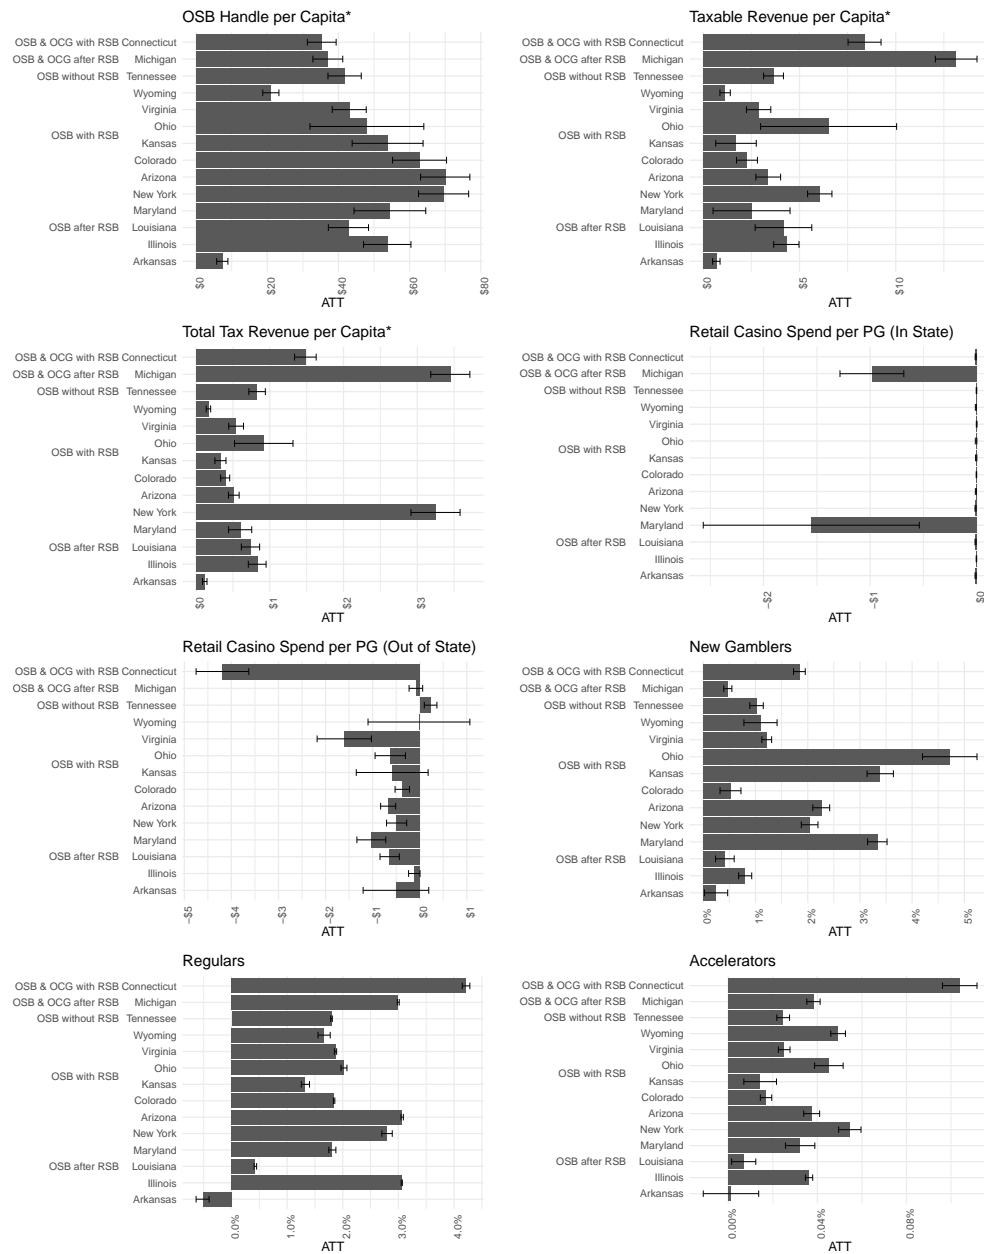 OSB Handle per Capita*
OSB & OCG with RSB Connecticut
OSB & OCG after RSB Michigan
OSB without RSB Tennessee
Wyoming
Virginia
Ohio
OSB with RSB
Kansas
Colorado
Arizona
New York
Maryland
OSB after RSB Louisiana
Illinois
Arkansas
$0 $20 $40 $60 $80
ATT
Taxable Revenue per Capita*
OSB & OCG with RSB Connecticut
OSB & OCG after RSB Michigan
OSB without RSB Tennessee
Wyoming
Virginia
Ohio
OSB with RSB
Kansas
Colorado
Arizona
New York
Maryland
OSB after RSB Louisiana
Illinois
Arkansas
$0 $5 $10
ATT
Total Tax Revenue per Capita*
OSB & OCG with RSB Connecticut
OSB & OCG after RSB Michigan
OSB without RSB Tennessee
Wyoming
Virginia
Ohio
OSB with RSB
Kansas
Colorado
Arizona
New York
Maryland
OSB after RSB Louisiana
Illinois
Arkansas
$0 $1 $2 $3
ATT
Retail Casino Spend per PG (In State)
OSB & OCG with RSB Connecticut
OSB & OCG after RSB Michigan
OSB without RSB Tennessee
Wyoming
Virginia
Ohio
OSB with RSB
Kansas
Colorado
Arizona
New York
Maryland
OSB after RSB Louisiana
Illinois
Arkansas
−$2 −$1 $0
ATT
Retail Casino Spend per PG (Out of State)
OSB & OCG with RSB Connecticut
OSB & OCG after RSB Michigan
OSB without RSB Tennessee
Wyoming
Virginia
Ohio
OSB with RSB
Kansas
Colorado
Arizona
New York
Maryland
OSB after RSB Louisiana
Illinois
Arkansas
−$5 −$4 −$3 −$2 −$1 $0 $1
ATT
New Gamblers
OSB & OCG with RSB Connecticut
OSB & OCG after RSB Michigan
OSB without RSB Tennessee
Wyoming
Virginia
Ohio
OSB with RSB
Kansas
Colorado
Arizona
New York
Maryland
OSB after RSB Louisiana
Illinois
Arkansas
0% 1% 2% 3% 4% 5%
ATT
Regulars
OSB & OCG with RSB Connecticut
OSB & OCG after RSB Michigan
OSB without RSB Tennessee
Wyoming
Virginia
Ohio
OSB with RSB
Kansas
Colorado
Arizona
New York
Maryland
OSB after RSB Louisiana
Illinois
Arkansas
0.0% 1.0% 2.0% 3.0% 4.0%
ATT
Accelerators
OSB & OCG with RSB Connecticut
OSB & OCG after RSB Michigan
OSB without RSB Tennessee
Wyoming
Virginia
Ohio
OSB with RSB
Kansas
Colorado
Arizona
New York
Maryland
OSB after RSB Louisiana
Illinois
Arkansas
0.00% 0.04% 0.08%
ATT